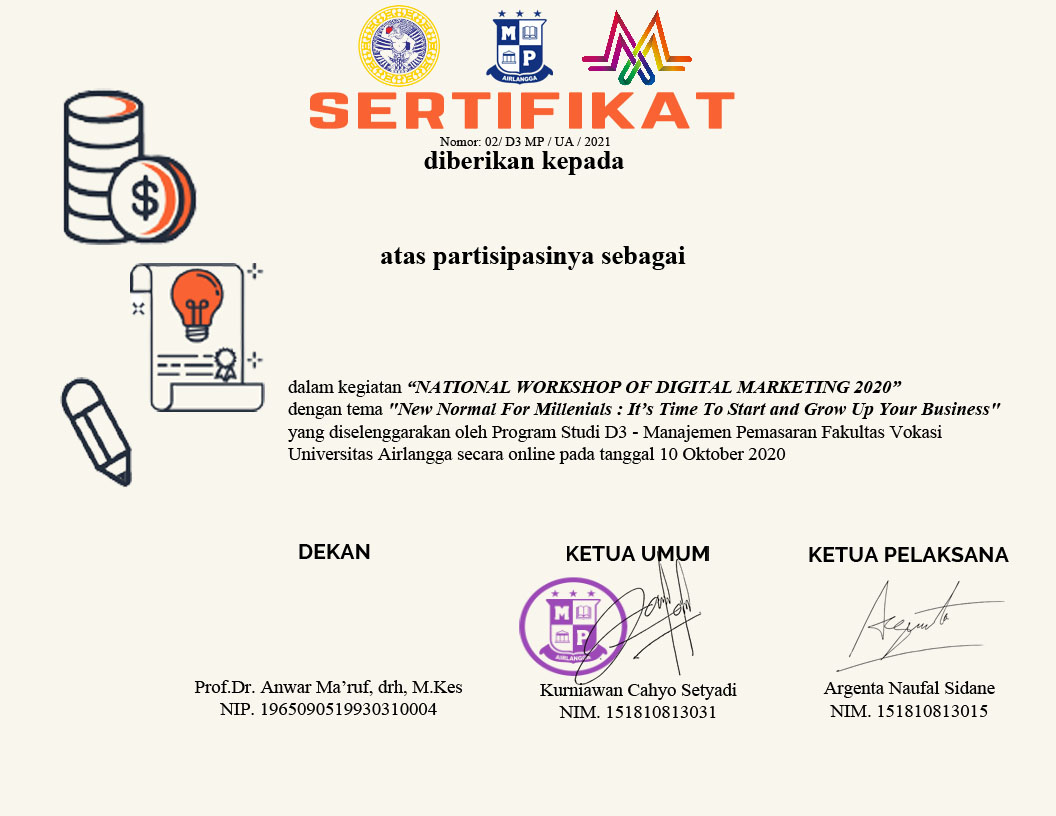 M
P
AIRLANGGA
SERTIFIKAT
Nomor: 02/ D3 MP / UA / 2021
diberikan kepada
$
atas partisipasinya sebagai
dalam kegiatan “NATIONAL WORKSHOP OF DIGITAL MARKETING 2020”
dengan tema "New Normal For Millenials : It’s Time To Start and Grow Up Your Business"
yang diselenggarakan oleh Program Studi D3 - Manajemen Pemasaran Fakultas Vokasi
Universitas Airlangga secara online pada tanggal 10 Oktober 2020
DEKAN
Prof.Dr. Anwar Ma’ruf, drh, M.Kes
NIP. 1965090519930310004
KETUA UMUM
M
P
AIRLANGGA
Kurniawan Cahyo Setyadi
NIM. 151810813031
KETUA PELAKSANA
Argenta Naufal Sidane
NIM. 151810813015